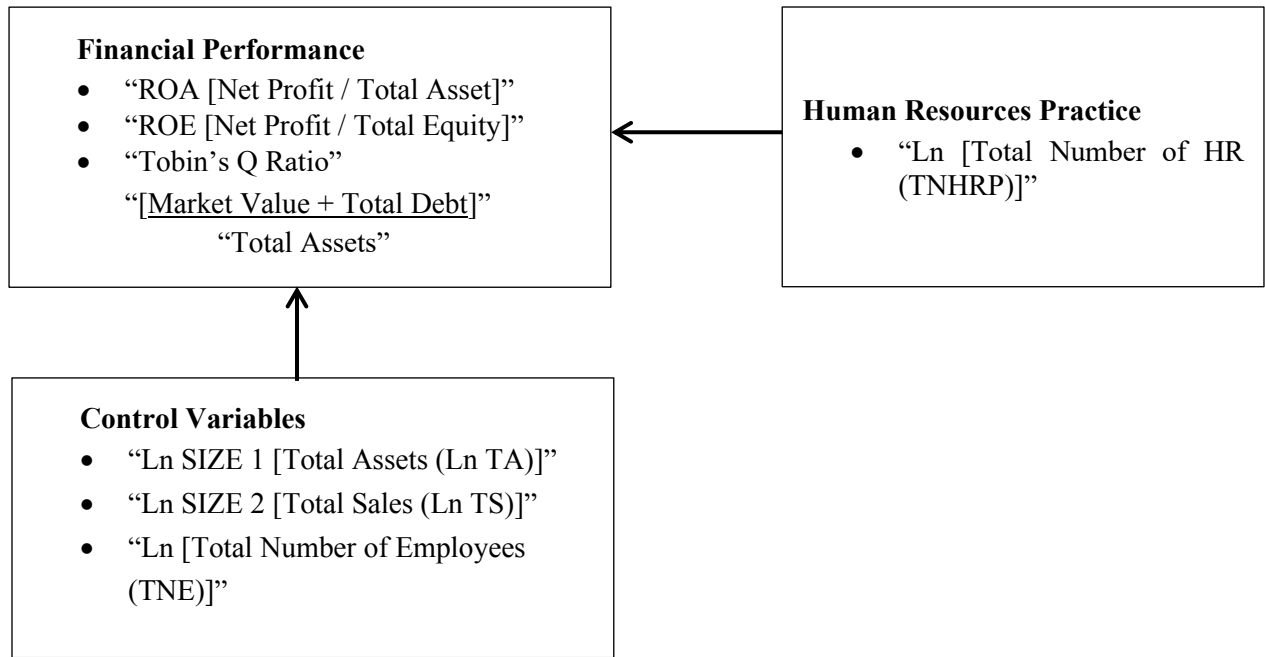 Financial Performance
• “ROA [Net Profit / Total Asset]”
• “ROE [Net Profit / Total Equity]”
• “Tobin’s Q Ratio”
“[Market Value + Total Debt]”
“Total Assets”
Human Resources Practice
• “Ln [Total Number of HR
(TNHRP)]”
Control Variables
• “Ln SIZE 1 [Total Assets (Ln TA)]”
• “Ln SIZE 2 [Total Sales (Ln TS)]”
• “Ln [Total Number of Employees
(TNE)]”